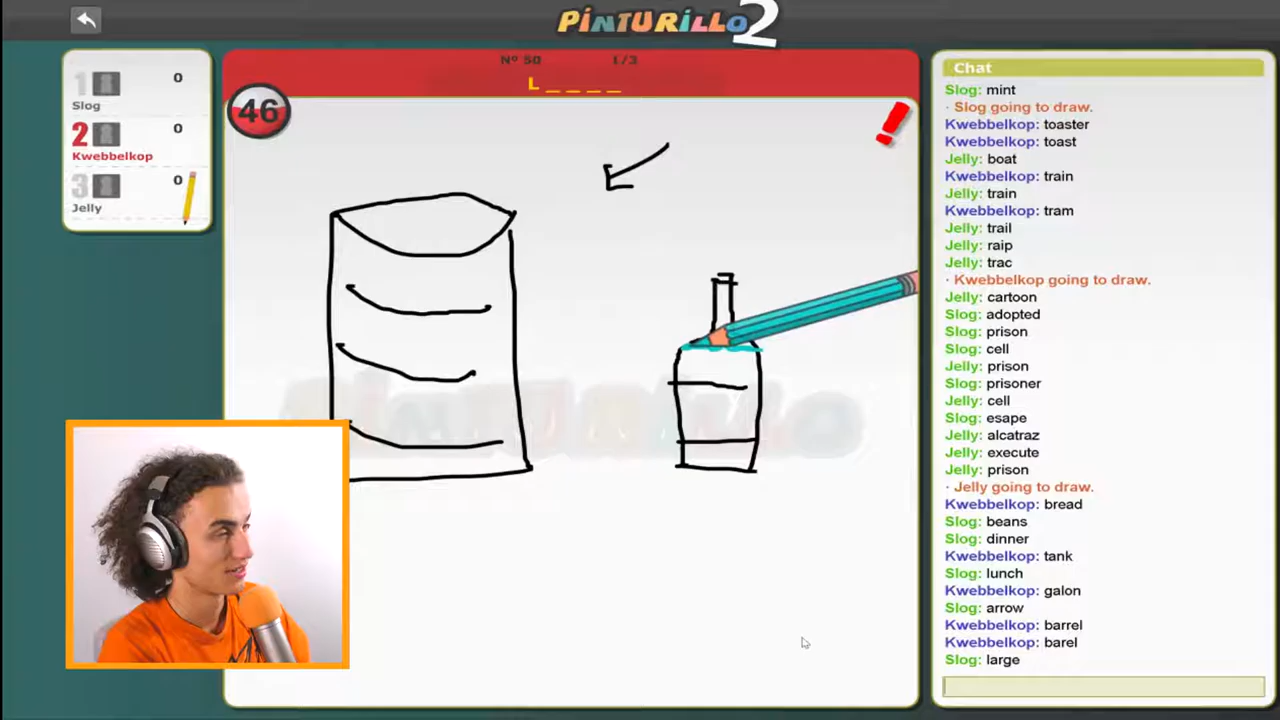 PINTURILLO 2
Nº 50 1/3
L _ _ _ _
46
1 0
Slog
2 0
Kwebbelkop
3 0
Jelly
Chat
Slog: mint
· Slog going to draw.
Kwebbelkop: toaster
Kwebbelkop: toast
Jelly: boat
Kwebbelkop: train
Jelly: train
Kwebbelkop: tram
Jelly: trail
Jelly: raip
Jelly: trac
· Kwebbelkop going to draw.
Jelly: cartoon
Slog: adopted
Slog: prison
Slog: cell
Jelly: prison
Slog: prisoner
Jelly: cell
Slog: esape
Jelly: alcatraz
Jelly: execute
Jelly: prison
· Jelly going to draw.
Kwebbelkop: bread
Slog: beans
Slog: dinner
Kwebbelkop: tank
Slog: lunch
Kwebbelkop: galon
Slog: arrow
Kwebbelkop: barrel
Kwebbelkop: barel
Slog: large